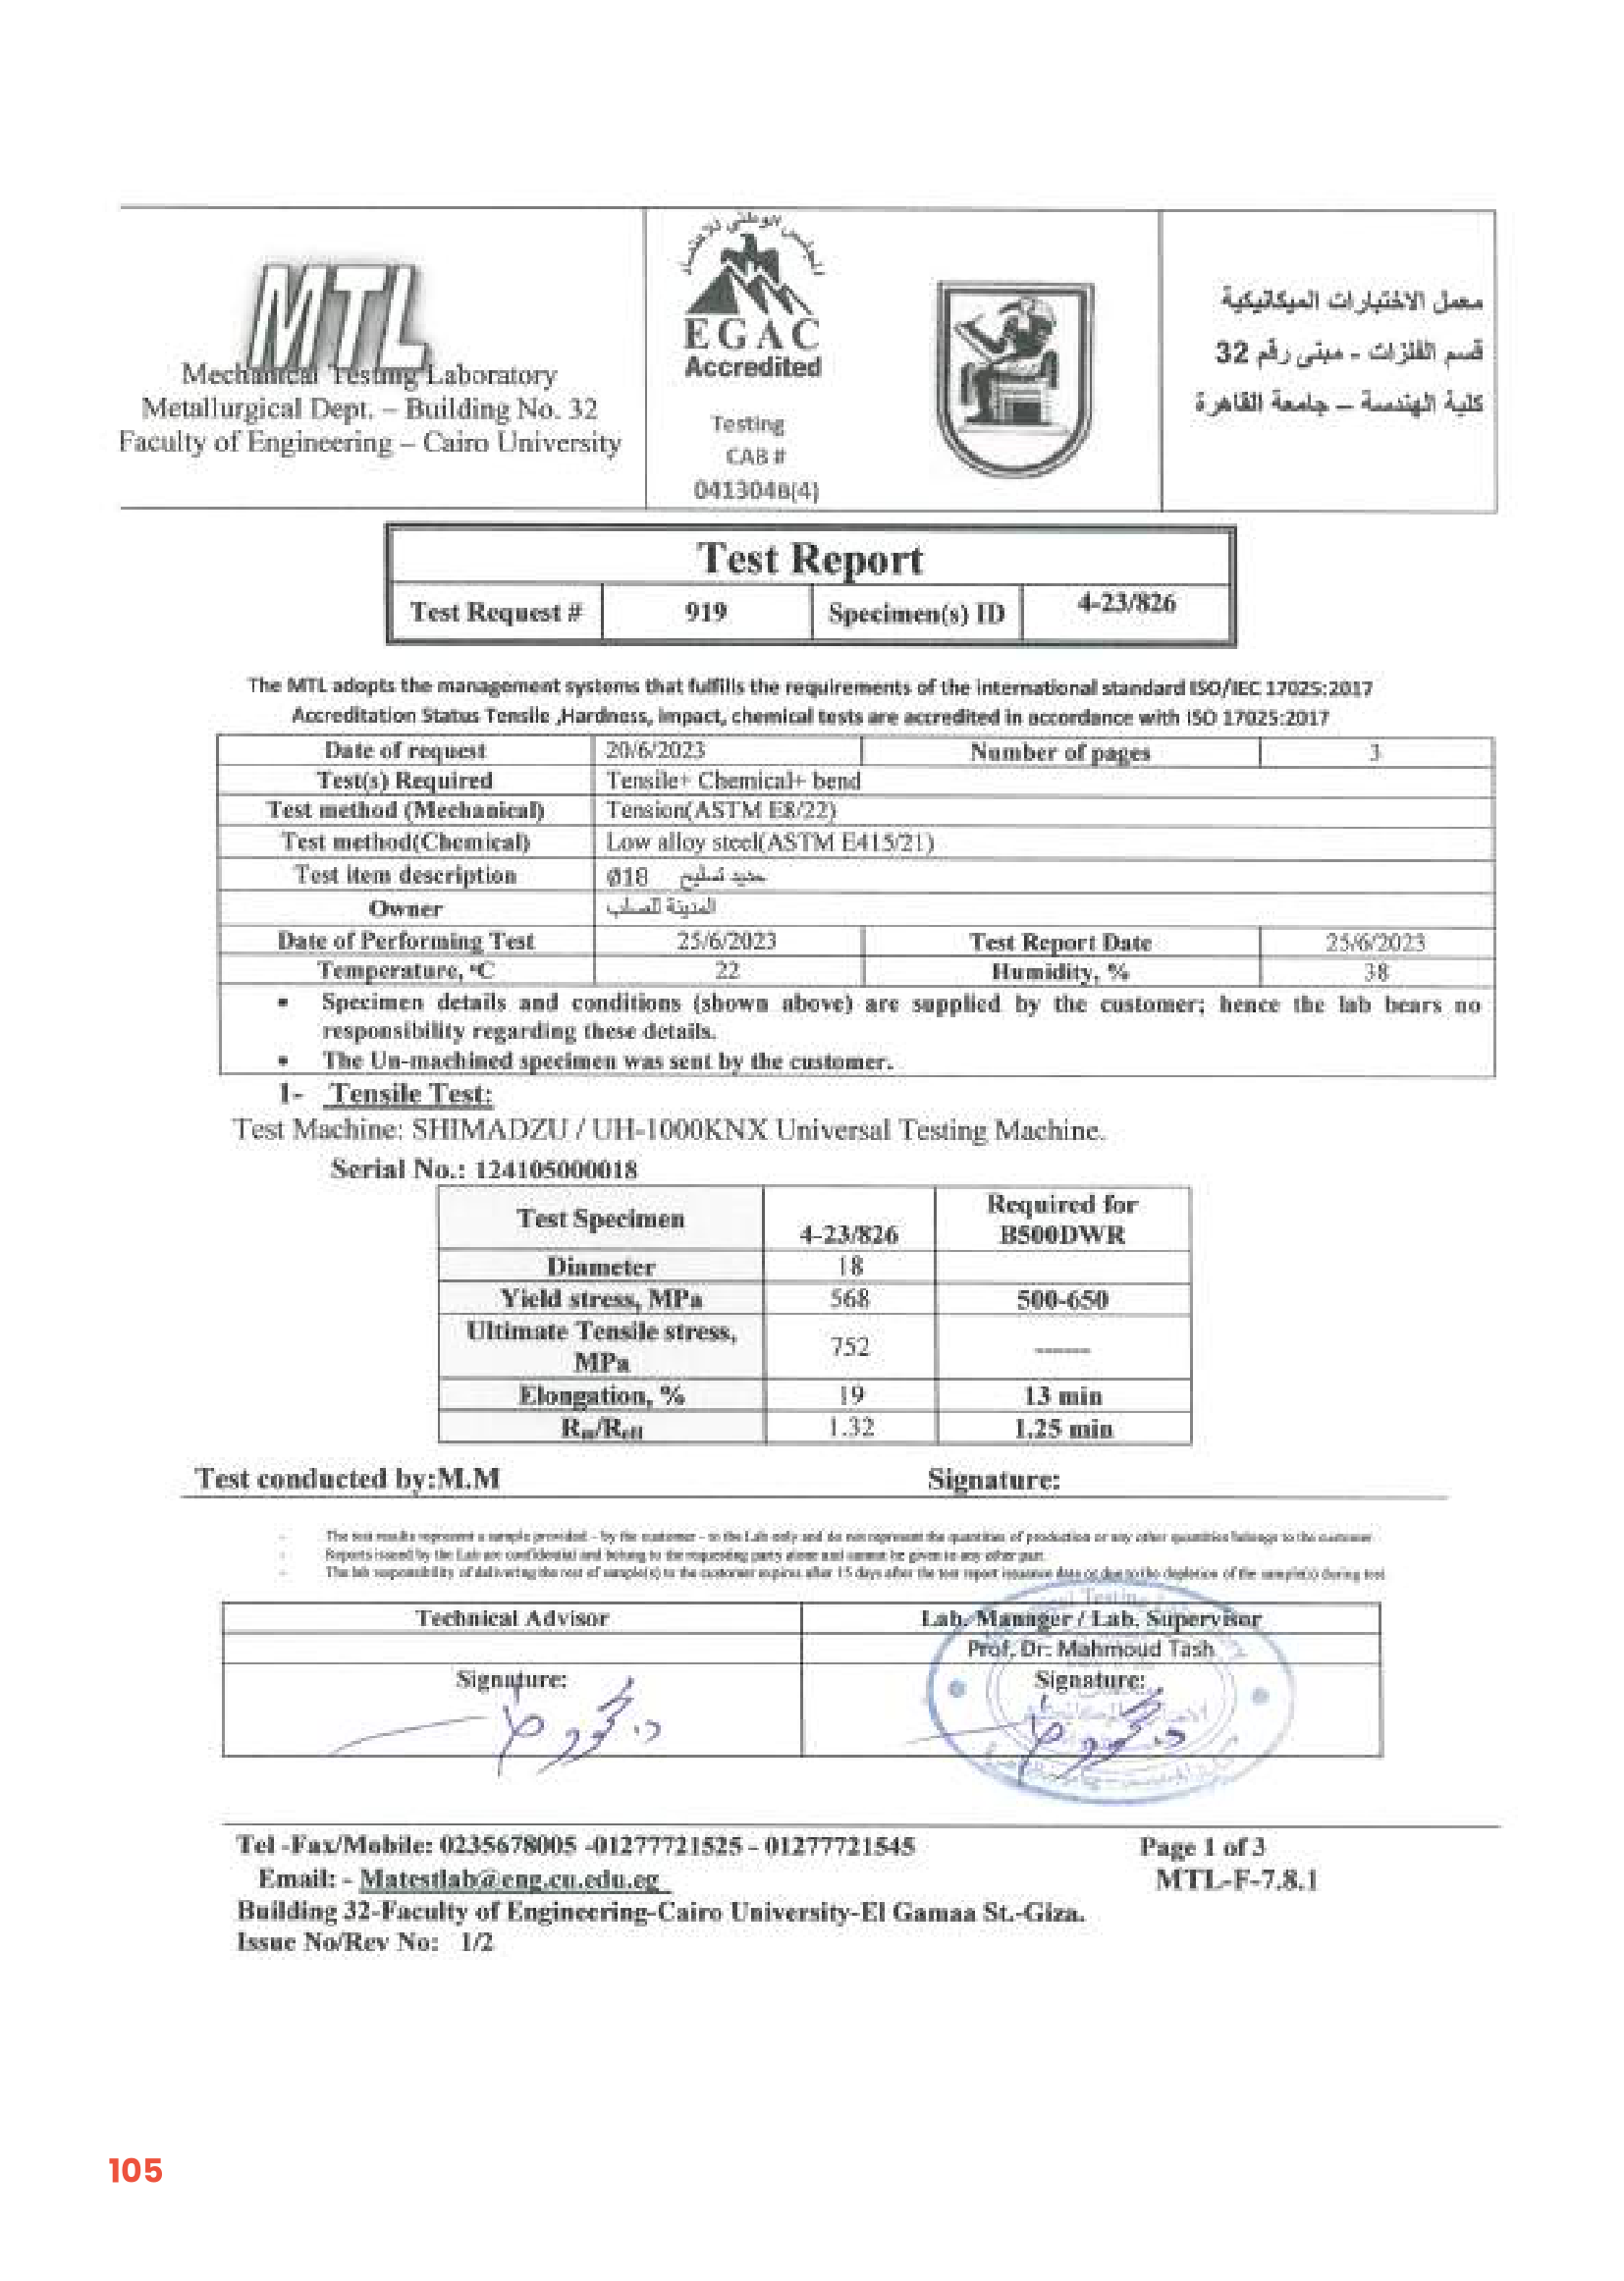 MTL
Mechanical Testing Laboratory
Metallurgical Dept. – Building No. 32
Faculty of Engineering – Cairo University
المجلس الوطني للاعتماد
EGAC
Accredited
Testing
CAB #
041304B(4)
معمل الاختبارات الميكانيكية
قسم الفلزات - مبنى رقم 32
كلية الهندسة – جامعة القاهرة
Test Report
Test Request # 919 Specimen(s) ID 4-23/826
The MTL adopts the management systems that fulfills the requirements of the international standard ISO/IEC 17025:2017
Accreditation Status Tensile ,Hardness, impact, chemical tests are accredited in accordance with ISO 17025:2017
Date of request 20/6/2023 Number of pages 3
Test(s) Required Tensile+ Chemical+ bend
Test method (Mechanical) Tension(ASTM E8/22)
Test method(Chemical) Low alloy steel(ASTM E415/21)
Test item description Ø18 حديد تسليح
Owner المدينة للصلب
Date of Performing Test 25/6/2023 Test Report Date 25/6/2023
Temperature, °C 22 Humidity, % 38
• Specimen details and conditions (shown above) are supplied by the customer; hence the lab bears no
responsibility regarding these details.
• The Un-machined specimen was sent by the customer.
1- Tensile Test:
Test Machine: SHIMADZU / UH-1000KNX Universal Testing Machine.
Serial No.: 124105000018
Test Specimen 4-23/826 Required for B500DWR
Diameter 18
Yield stress, MPa 568 500-650
Ultimate Tensile stress, MPa 752 ------
Elongation, % 19 13 min
Rm/ReH 1.32 1.25 min
Test conducted by:M.M Signature:
- The test results represent a sample provided - by the customer - to the Lab only and do not represent the quantities of production or any other quantities belongs to the customer
- Reports issued by the Lab are confidential and belong to the requesting party alone and cannot be given to any other part.
- The lab responsibility of delivering the rest of sample(s) to the customer expires after 15 days after the test report issuance date or due to the depletion of the sample(s) during test
Technical Advisor Lab. Manager / Lab. Supervisor
Prof. Dr: Mahmoud Tash
Signature: Signature:
Tel -Fax/Mobile: 0235678005 -01277721525 - 01277721545 Page 1 of 3
Email: - Matestlab@eng.cu.edu.eg MTL-F-7.8.1
Building 32-Faculty of Engineering-Cairo University-El Gamaa St.-Giza.
Issue No/Rev No: 1/2
105